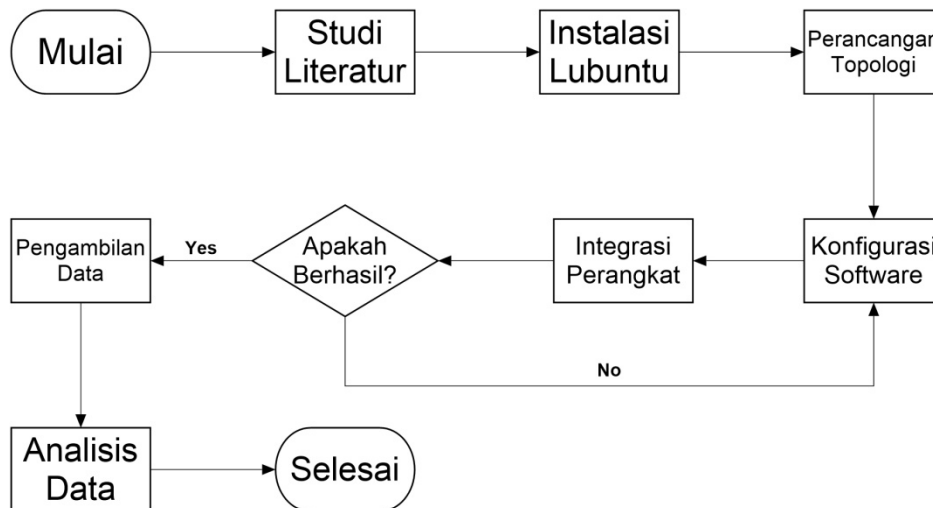 Mulai
Studi
Literatur
Instalasi
Lubuntu
Perancangan
Topologi
Konfigurasi
Software
Integrasi
Perangkat
Apakah
Berhasil?
Yes
Pengambilan
Data
No
Analisis
Data
Selesai